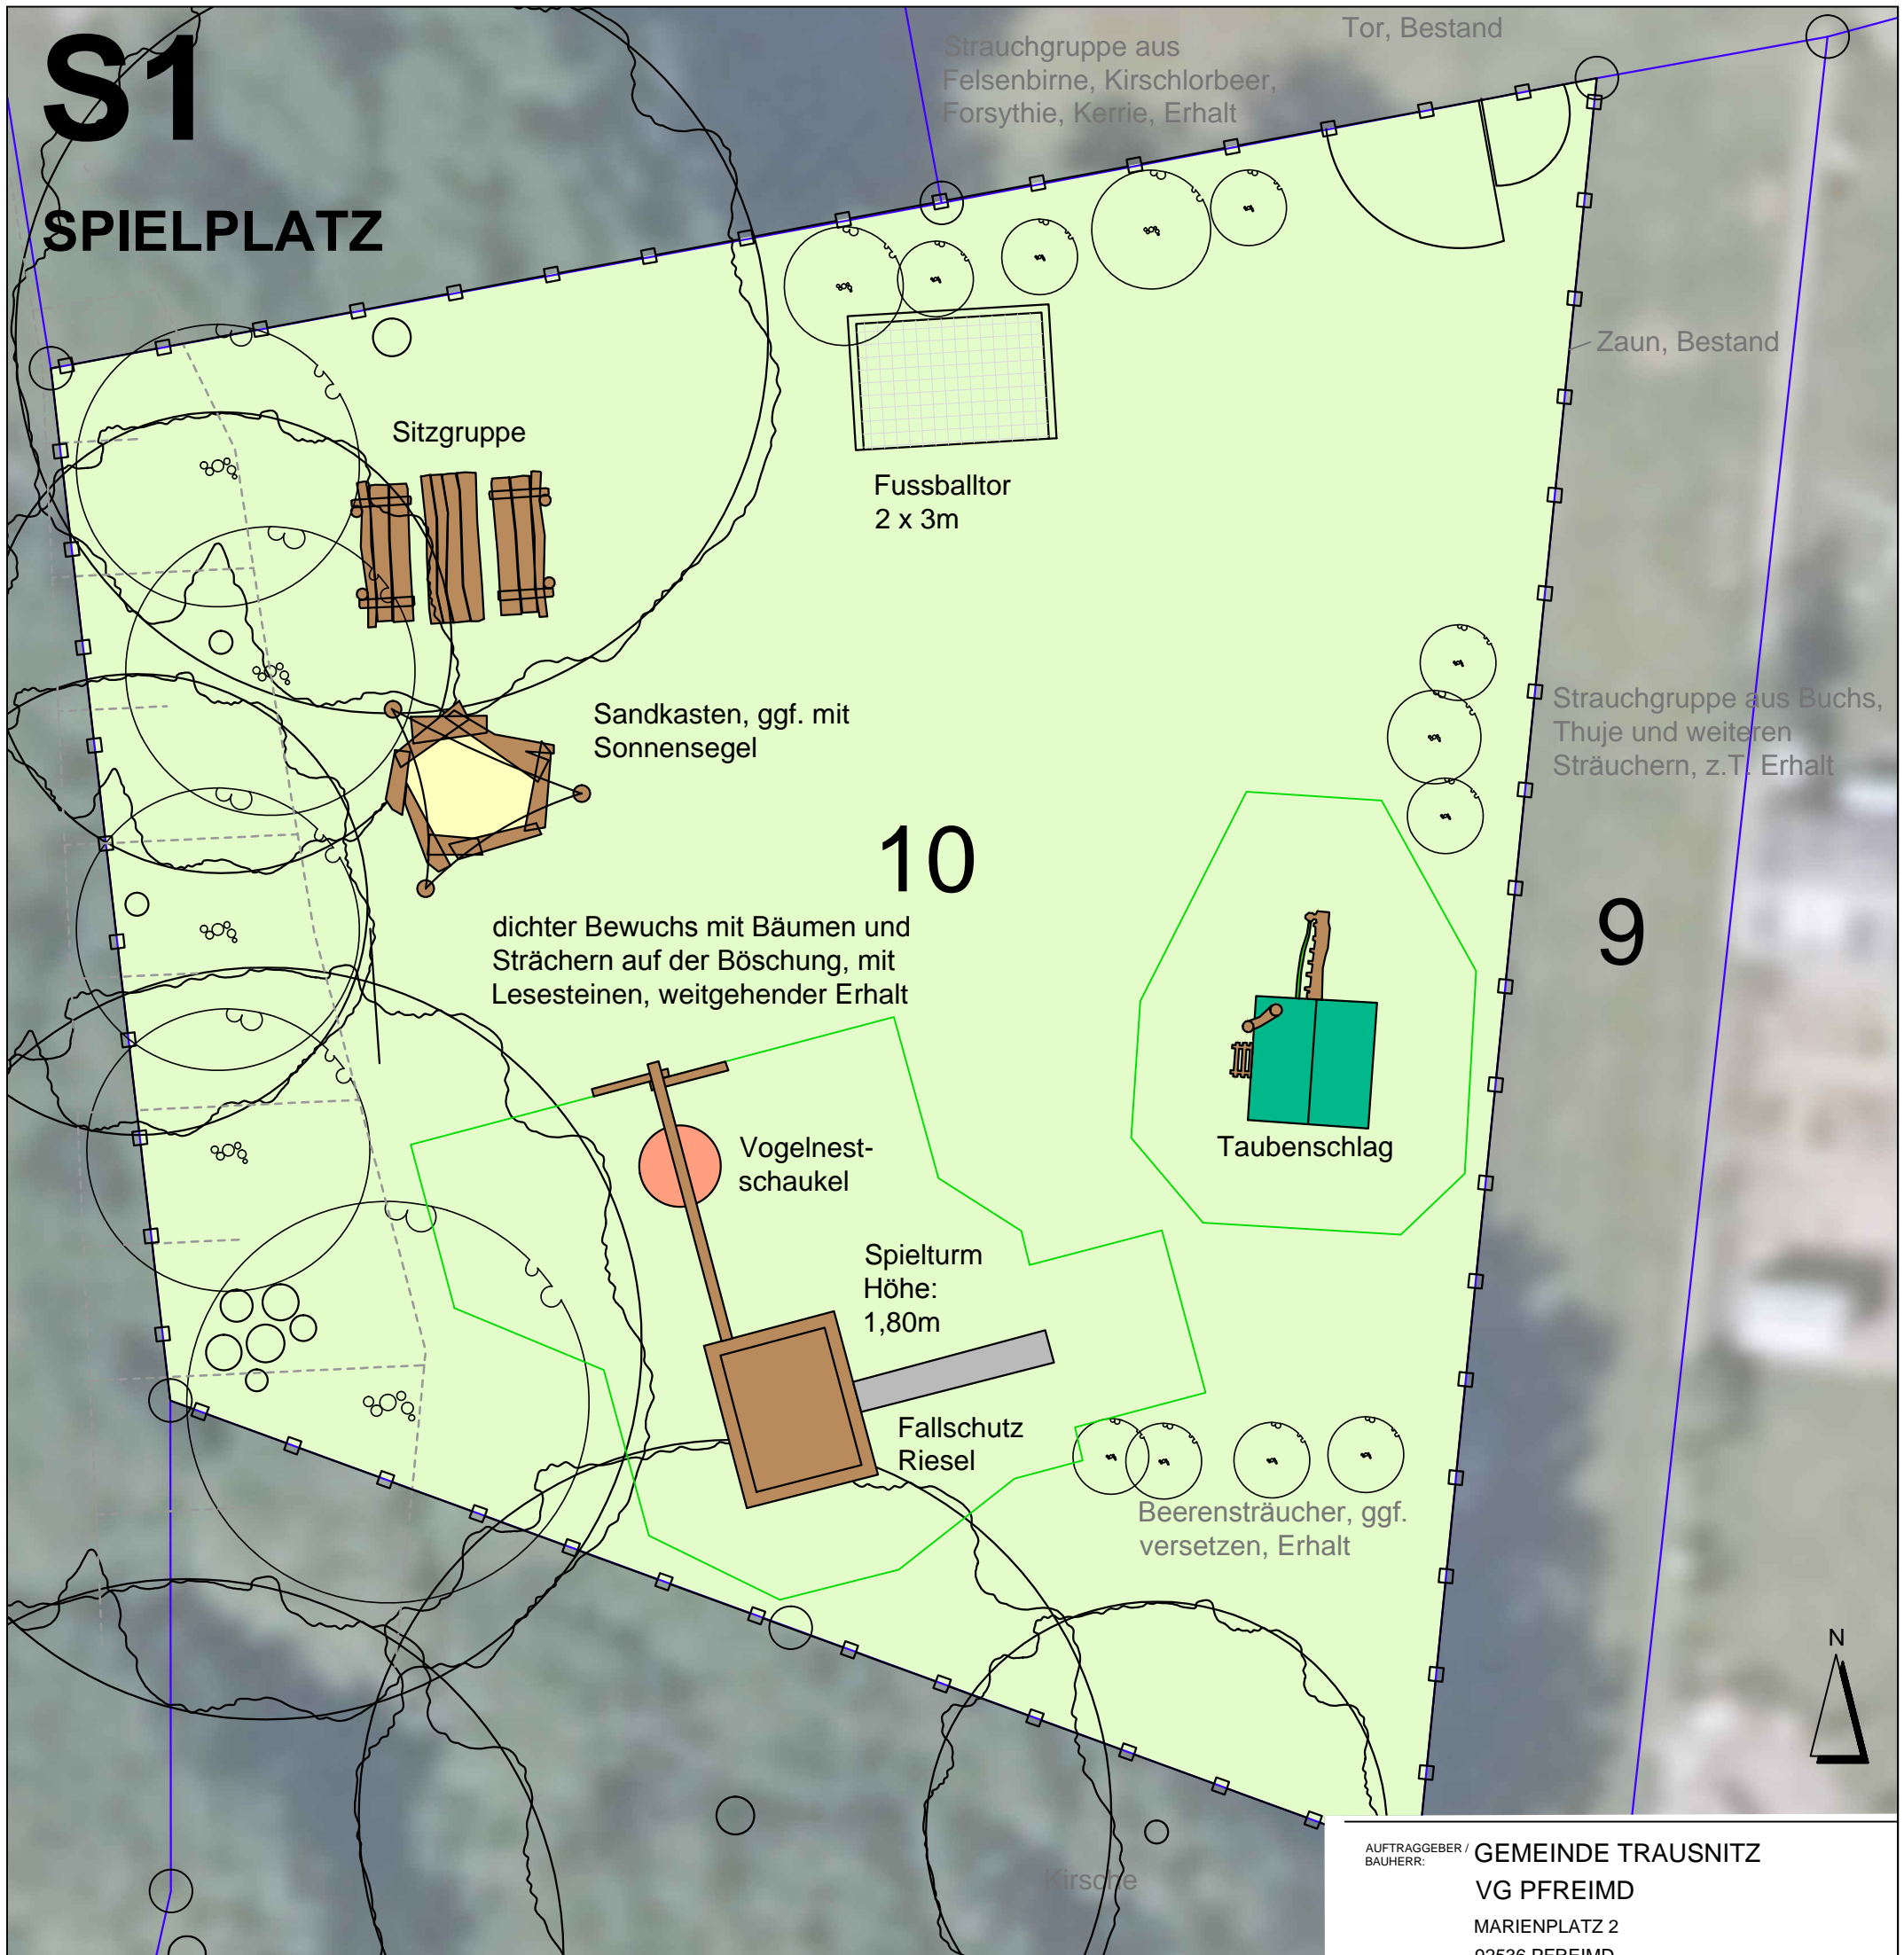 S1
SPIELPLATZ
Strauchgruppe aus
Felsenbirne, Kirschlorbeer,
Forsythie, Kerrie, Erhalt
Tor, Bestand
Zaun, Bestand
Sitzgruppe
Fussballtor
2 x 3m
Strauchgruppe aus Buchs,
Thuje und weiteren
Sträuchern, z.T. Erhalt
Sandkasten, ggf. mit
Sonnensegel
10
9
dichter Bewuchs mit Bäumen und
Strächern auf der Böschung, mit
Lesesteinen, weitgehender Erhalt
Vogelnest-
schaukel
Taubenschlag
Spielturm
Höhe:
1,80m
Fallschutz
Riesel
Beerensträucher, ggf.
versetzen, Erhalt
N
Kirsche
AUFTRAGGEBER /
BAUHERR:
GEMEINDE TRAUSNITZ
VG PFREIMD
MARIENPLATZ 2
92536 PFREIMD